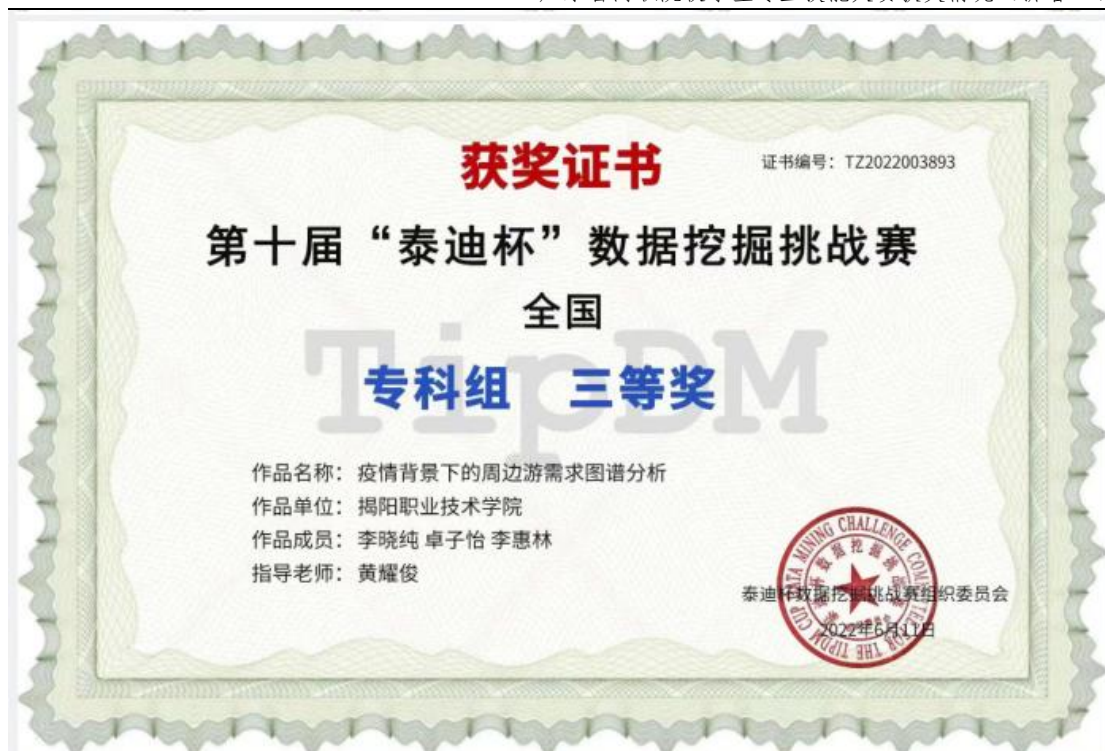 获奖证书
证书编号：TZ2022003893
第十届“泰迪杯”数据挖掘挑战赛
全国
TipDM
专科组 三等奖
作品名称：疫情背景下的周边游需求图谱分析
作品单位：揭阳职业技术学院
作品成员：李晓纯 卓子怡 李惠林
指导老师：黄耀俊
泰迪杯数据挖掘挑战赛组织委员会
2022年6月11日